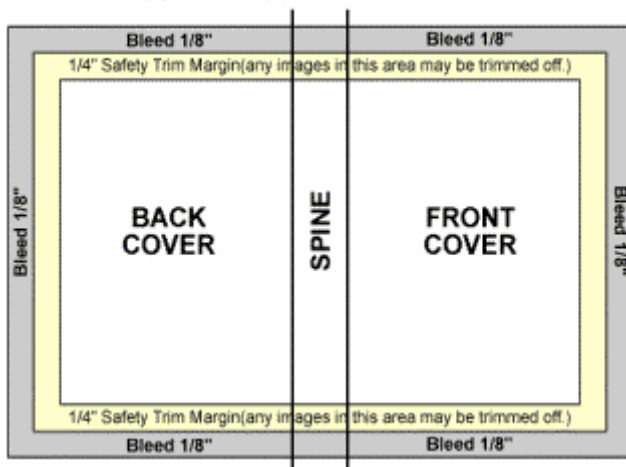 Bleed 1/8" Bleed 1/8"
1/4" Safety Trim Margin(any images in this area may be trimmed off.)
Bleed 1/8"
BACK
COVER
SPINE
FRONT
COVER
Bleed 1/8"
1/4" Safety Trim Margin(any images in this area may be trimmed off.)
Bleed 1/8" Bleed 1/8"